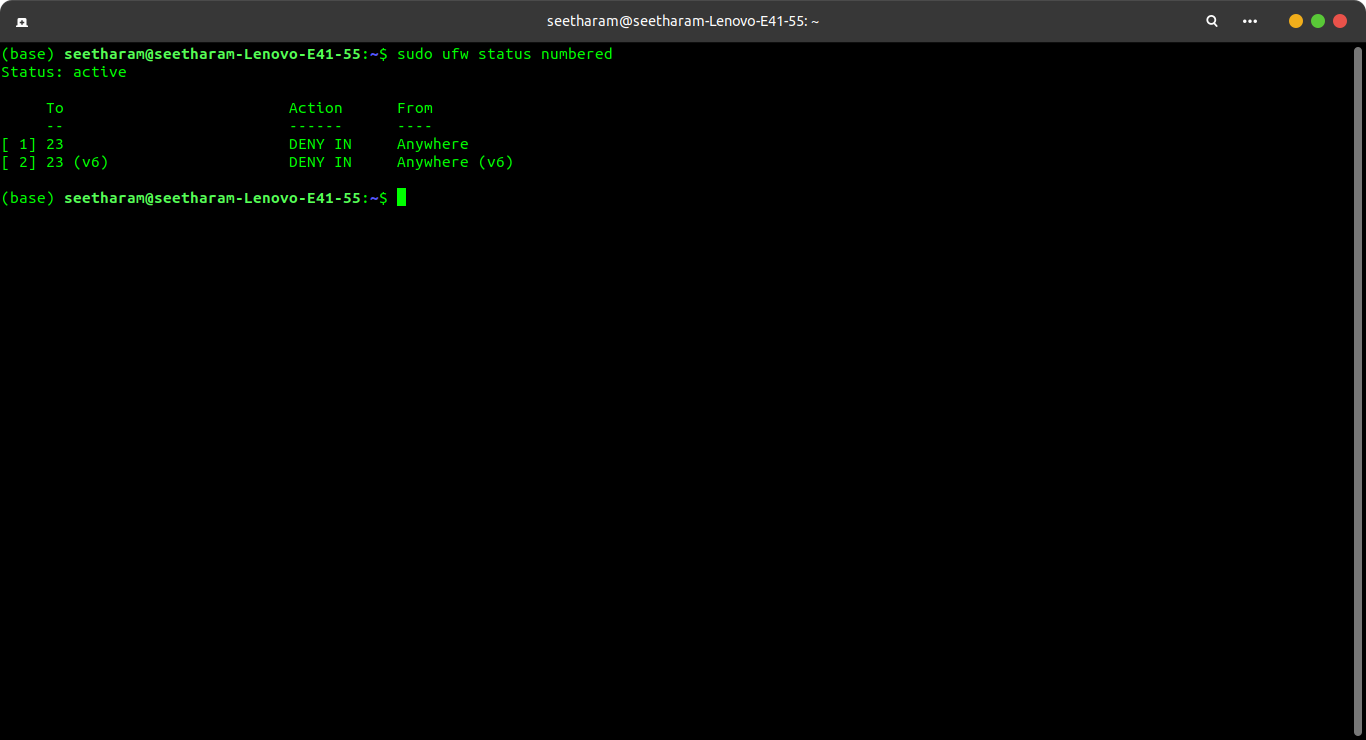 seetharam@seetharam-Lenovo-E41-55: ~
(base) seetharam@seetharam-Lenovo-E41-55:~$ sudo ufw status numbered
Status: active
     To                         Action      From
     --                         ------      ----
[ 1] 23                         DENY IN     Anywhere
[ 2] 23 (v6)                    DENY IN     Anywhere (v6)
(base) seetharam@seetharam-Lenovo-E41-55:~$